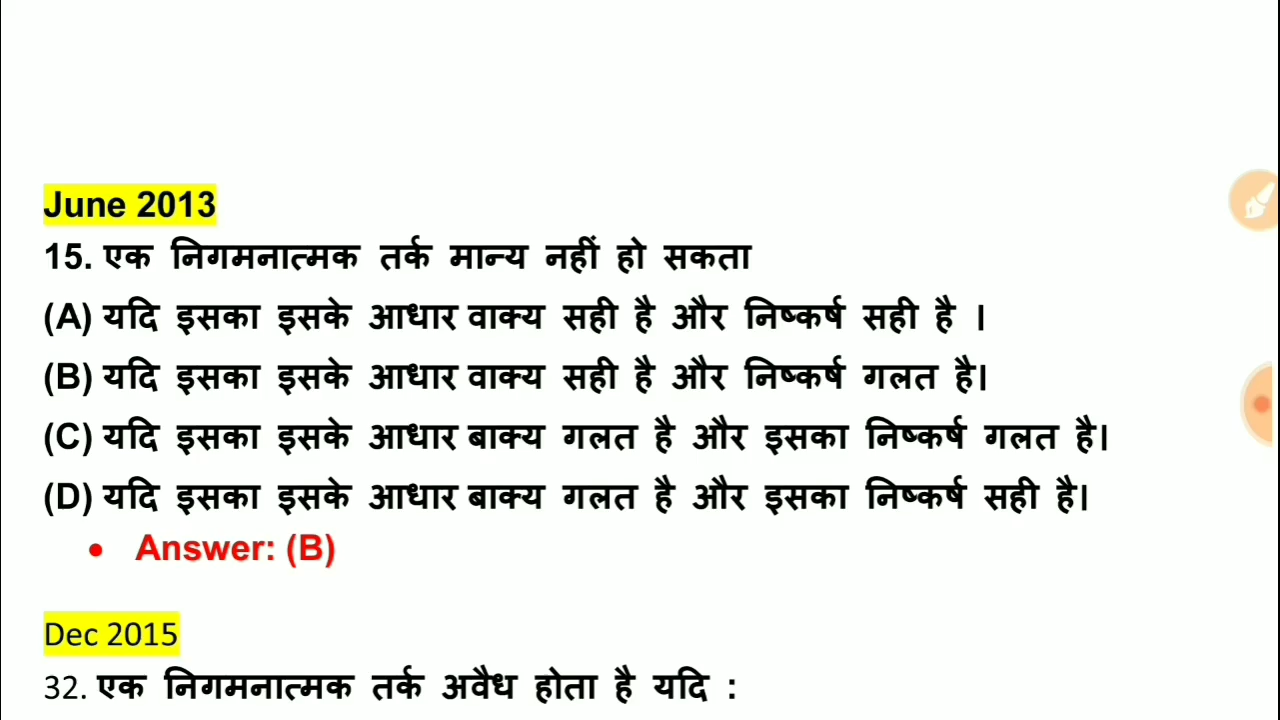 June 2013
15. एक निगमनात्मक तर्क मान्य नहीं हो सकता
(A) यदि इसका इसके आधार वाक्य सही है और निष्कर्ष सही है ।
(B) यदि इसका इसके आधार वाक्य सही है और निष्कर्ष गलत है।
(C) यदि इसका इसके आधार बाक्य गलत है और इसका निष्कर्ष गलत है।
(D) यदि इसका इसके आधार बाक्य गलत है और इसका निष्कर्ष सही है।
• Answer: (B)
Dec 2015
32. एक निगमनात्मक तर्क अवैध होता है यदि :